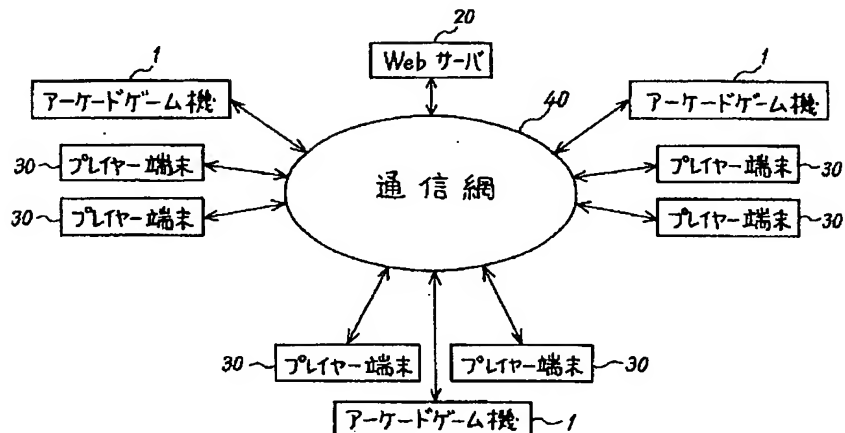 20
Web サーバ
1
アーケードゲーム機
1
アーケードゲーム機
40
通信網
30 プレイヤー端末
30 プレイヤー端末
プレイヤー端末 30
プレイヤー端末 30
30 プレイヤー端末
プレイヤー端末 30
アーケードゲーム機 1